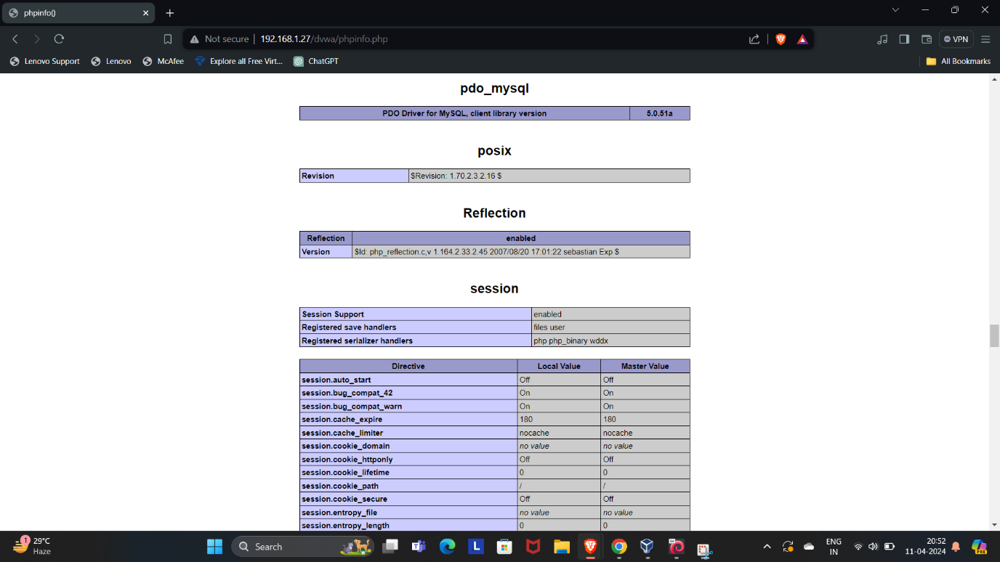 phpinfo()
Not secure 192.168.1.27/dvwa/phpinfo.php
VPN
Lenovo Support Lenovo McAfee Explore all Free Virt... ChatGPT All Bookmarks
pdo_mysql
PDO Driver for MySQL, client library version 5.0.51a
posix
Revision $Revision: 1.70.2.3.2.16 $
Reflection
Reflection enabled
Version $Id: php_reflection.c,v 1.164.2.33.2.45 2007/08/20 17:01:22 sebastian Exp $
session
Session Support enabled
Registered save handlers files user
Registered serializer handlers php php_binary wddx
Directive Local Value Master Value
session.auto_start Off Off
session.bug_compat_42 On On
session.bug_compat_warn On On
session.cache_expire 180 180
session.cache_limiter nocache nocache
session.cookie_domain no value no value
session.cookie_httponly Off Off
session.cookie_lifetime 0 0
session.cookie_path / /
session.cookie_secure Off Off
session.entropy_file no value no value
session.entropy_length 0 0
1 29°C
Haze
Search
L
ENG
IN
20:52
11-04-2024
PRE